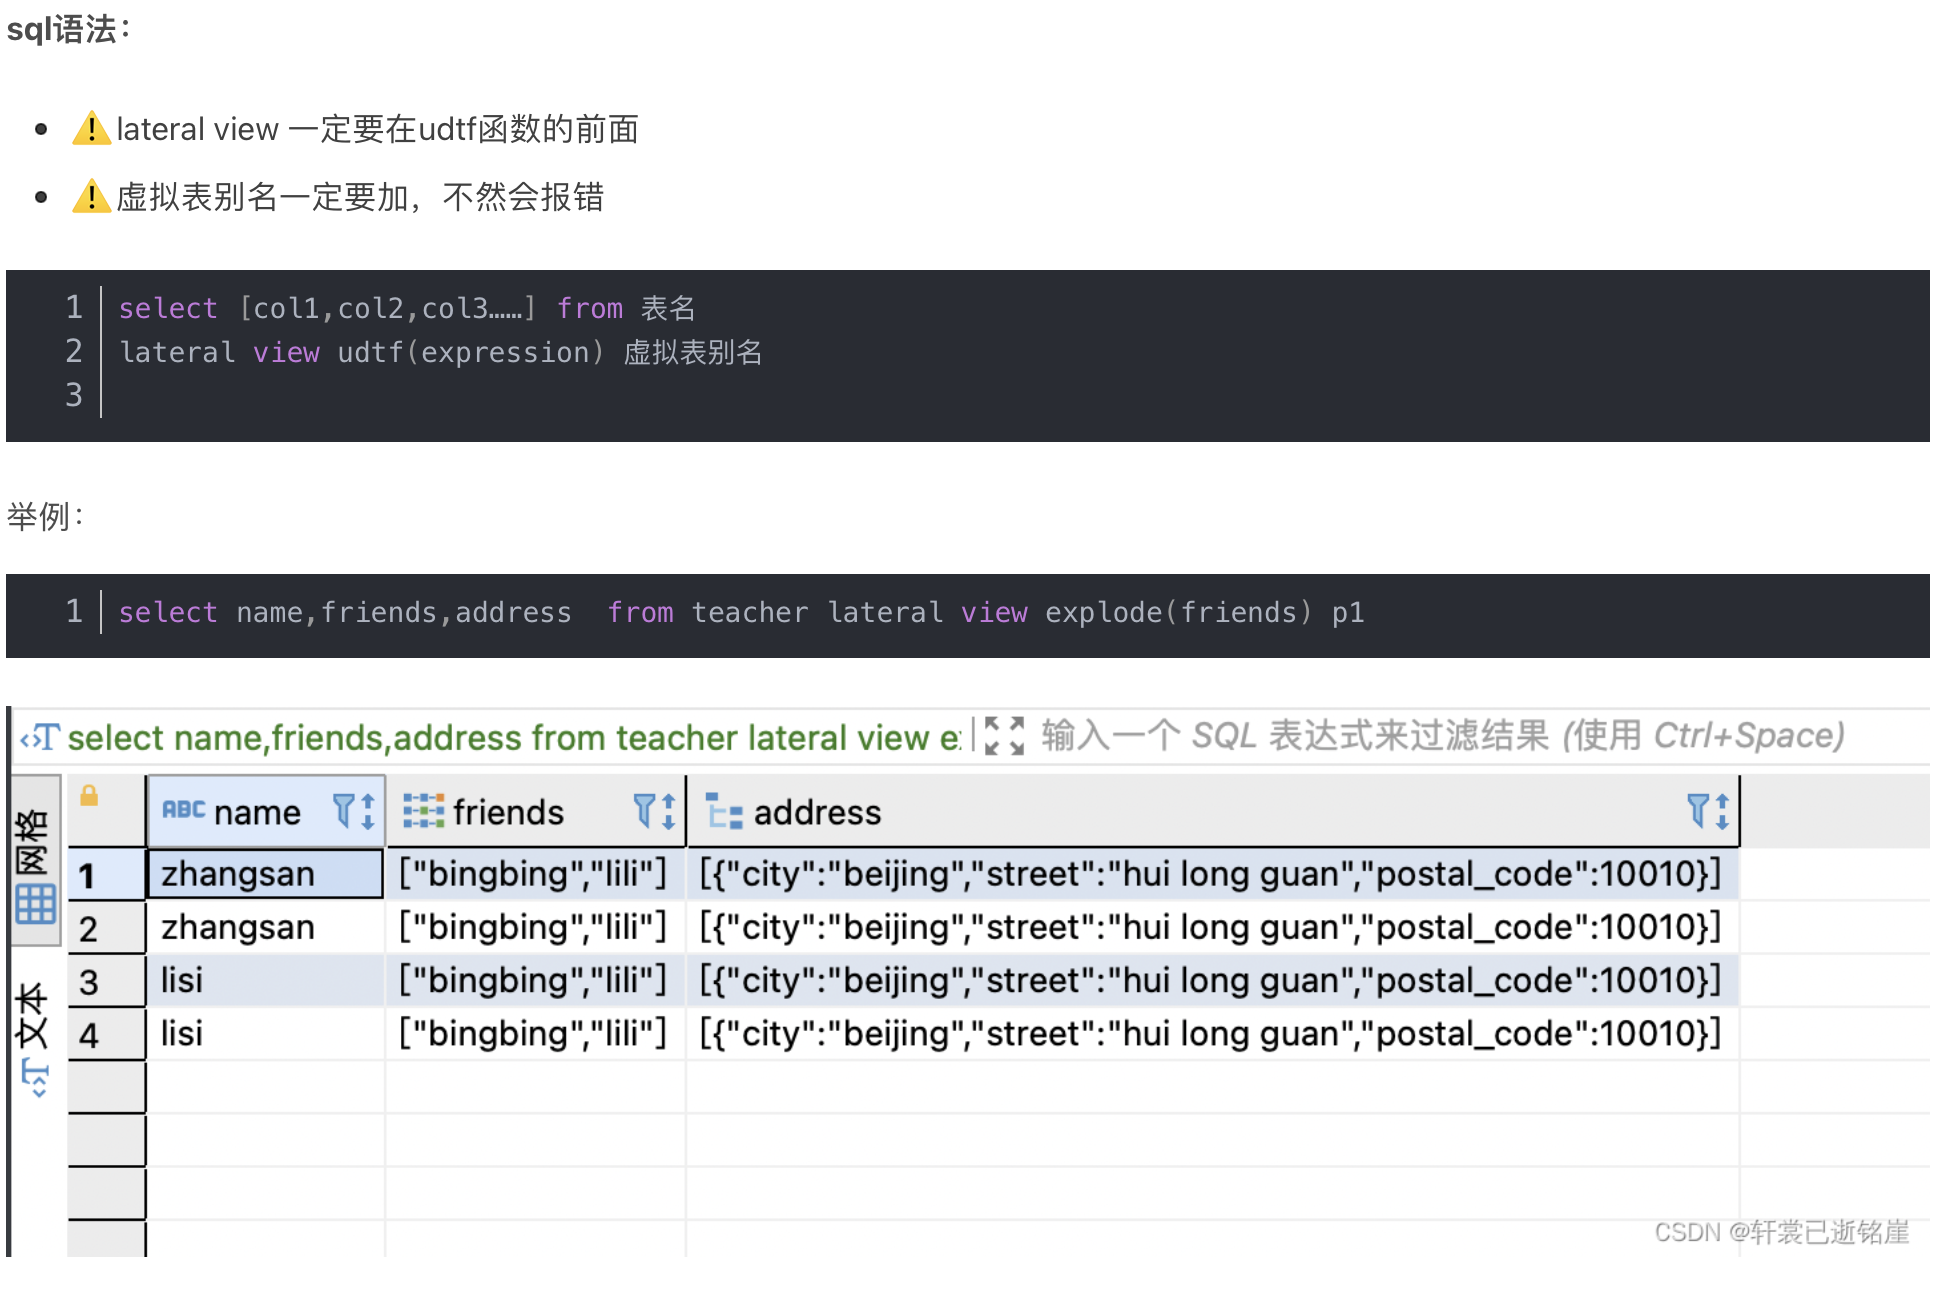 sql语法：
lateral view 一定要在udtf函数的前面
虚拟表别名一定要加，不然会报错
1 select [col1,col2,col3……] from 表名
2 lateral view udtf(expression) 虚拟表别名
3
举例：
1 select name,friends,address  from teacher lateral view explode(friends) p1
select name,friends,address from teacher lateral view e 输入一个 SQL 表达式来过滤结果 (使用 Ctrl+Space)
网格
文本
ABC name friends address
1 zhangsan ["bingbing","lili"] [{"city":"beijing","street":"hui long guan","postal_code":10010}]
2 zhangsan ["bingbing","lili"] [{"city":"beijing","street":"hui long guan","postal_code":10010}]
3 lisi ["bingbing","lili"] [{"city":"beijing","street":"hui long guan","postal_code":10010}]
4 lisi ["bingbing","lili"] [{"city":"beijing","street":"hui long guan","postal_code":10010}]
CSDN @轩裳已逝铭崖